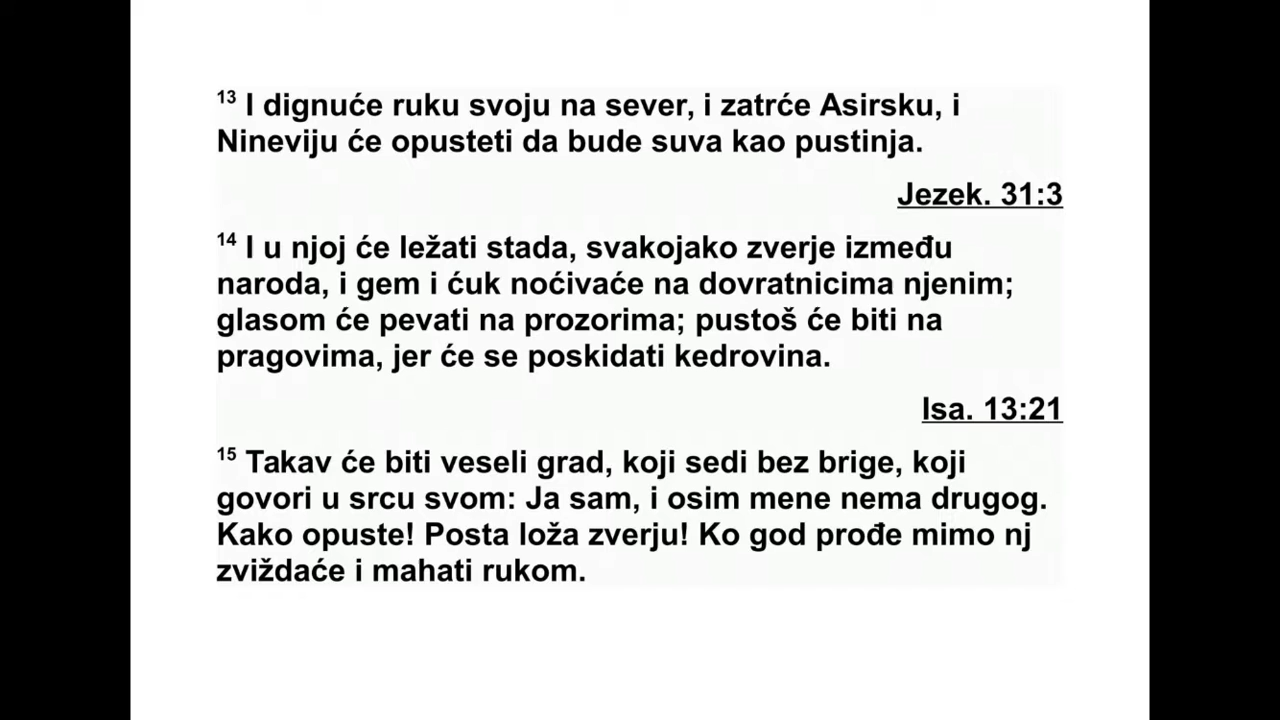 13 I dignuće ruku svoju na sever, i zatrće Asirsku, i
Nineviju će opusteti da bude suva kao pustinja.
Jezek. 31:3
14 I u njoj će ležati stada, svakojako zverje između
naroda, i gem i ćuk noćivaće na dovratnicima njenim;
glasom će pevati na prozorima; pustoš će biti na
pragovima, jer će se poskidati kedrovina.
Isa. 13:21
15 Takav će biti veseli grad, koji sedi bez brige, koji
govori u srcu svom: Ja sam, i osim mene nema drugog.
Kako opuste! Posta loža zverju! Ko god prođe mimo nj
zviždaće i mahati rukom.